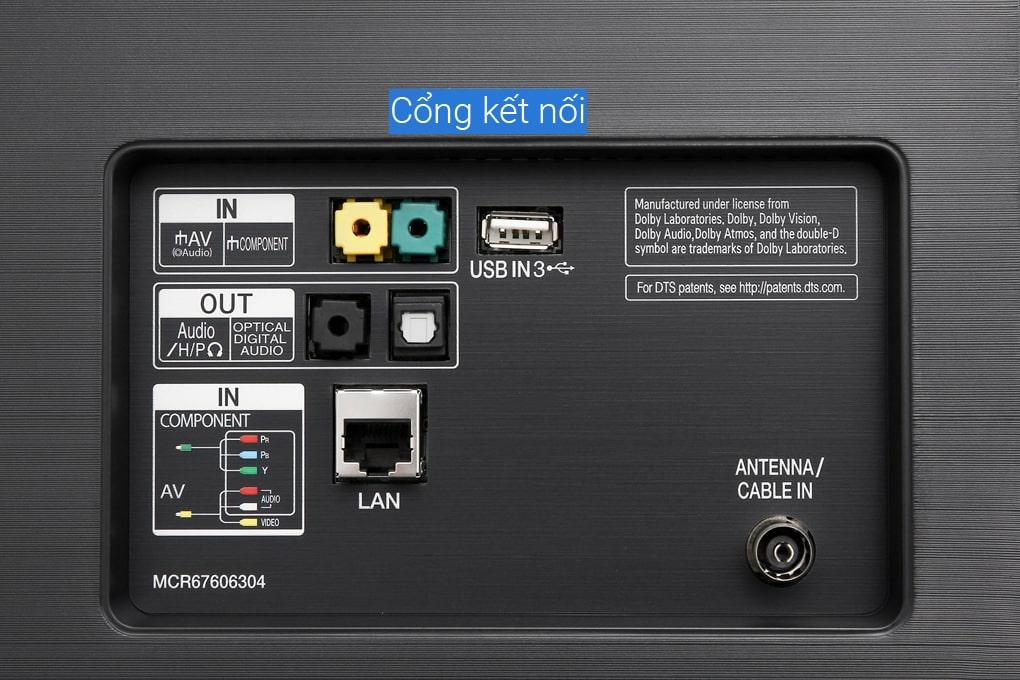 Cổng kết nối
IN
AV
(Audio)
COMPONENT
USB IN 3
Manufactured under license from
Dolby Laboratories, Dolby, Dolby Vision,
Dolby Audio,Dolby Atmos, and the double-D
symbol are trademarks of Dolby Laboratories.
For DTS patents, see http://patents.dts.com.
OUT
Audio
/H/P
OPTICAL
DIGITAL
AUDIO
IN
COMPONENT
PR
PB
Y
AV
AUDIO
VIDEO
LAN
ANTENNA/
CABLE IN
MCR67606304